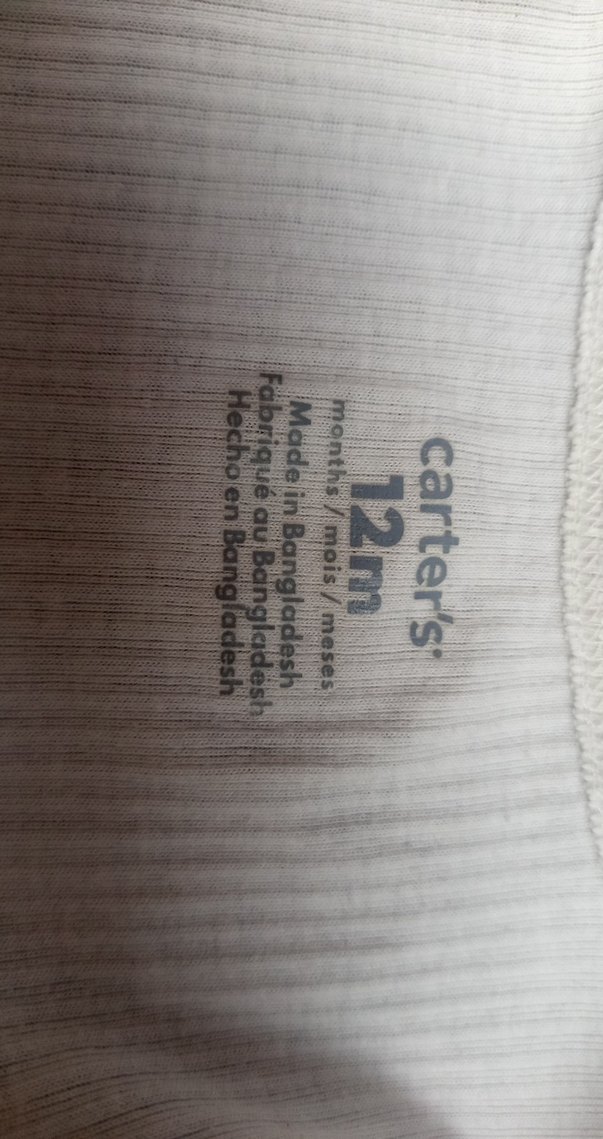 carter's
12m
months / mois / meses
Made in Bangladesh
Fabriqué au Bangladesh
Hecho en Bangladesh